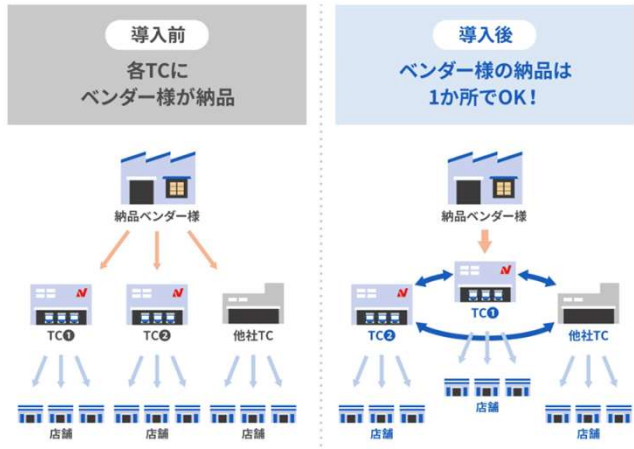 導入前
各TCに
ベンダー様が納品
納品ベンダー様
TC❶
TC❷
他社TC
店舗
店舗
店舗
導入後
ベンダー様の納品は
1か所でOK！
納品ベンダー様
TC❶
TC❷
他社TC
店舗
店舗
店舗